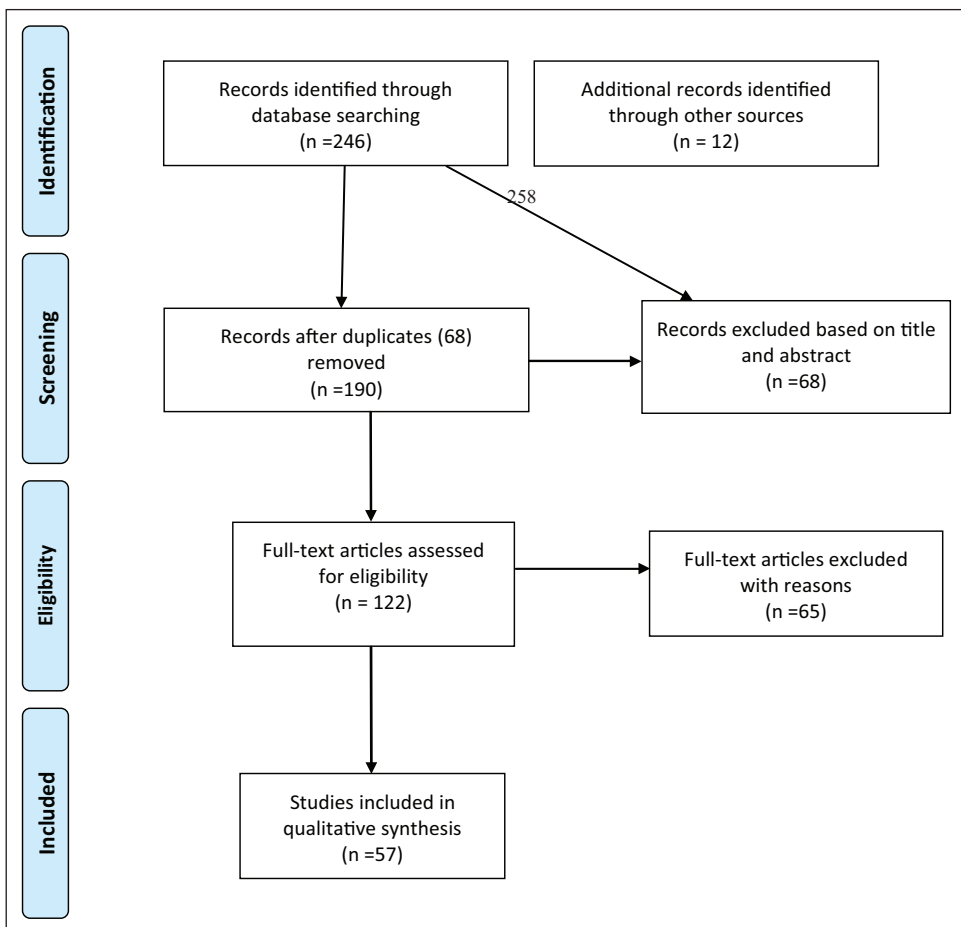 Identification
Records identified through
database searching
(n =246)
Additional records identified
through other sources
(n = 12)
258
Screening
Records after duplicates (68)
removed
(n =190)
Records excluded based on title
and abstract
(n =68)
Eligibility
Full-text articles assessed
for eligibility
(n = 122)
Full-text articles excluded
with reasons
(n =65)
Included
Studies included in
qualitative synthesis
(n =57)